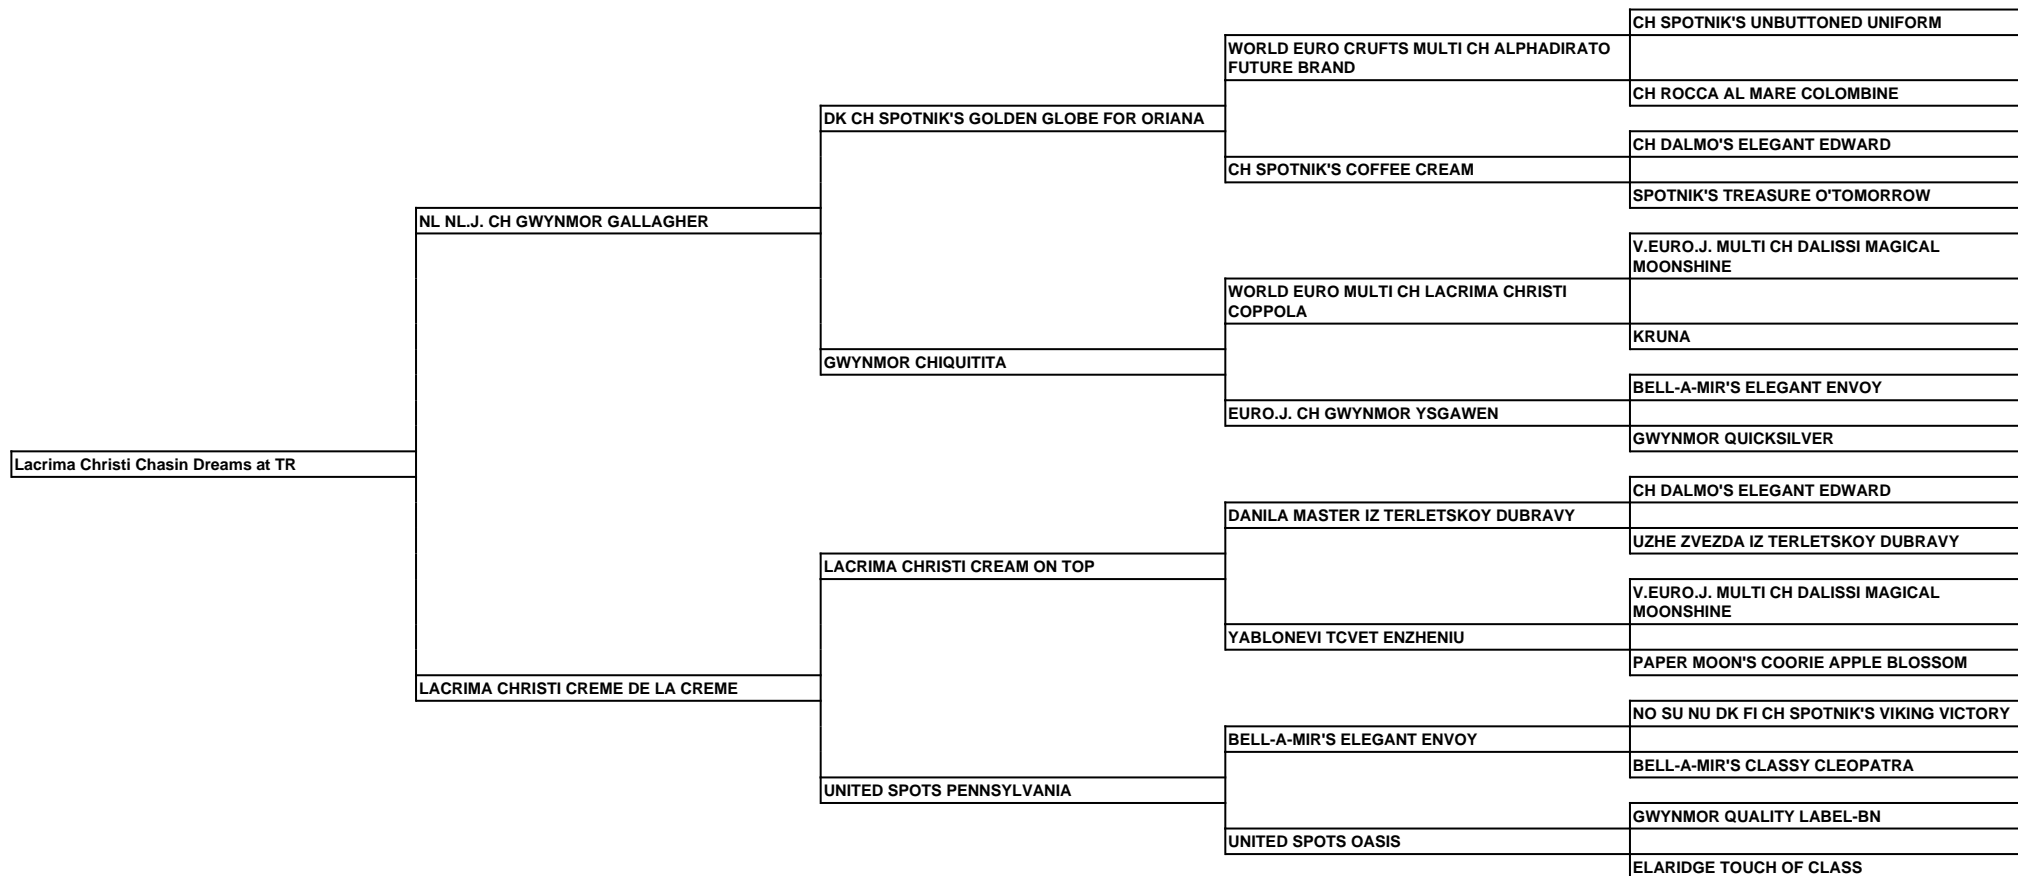 CH SPOTNIK'S UNBUTTONED UNIFORM
WORLD EURO CRUFTS MULTI CH ALPHADIRATO
FUTURE BRAND
CH ROCCA AL MARE COLOMBINE
DK CH SPOTNIK'S GOLDEN GLOBE FOR ORIANA
CH DALMO'S ELEGANT EDWARD
CH SPOTNIK'S COFFEE CREAM
SPOTNIK'S TREASURE O'TOMORROW
NL NL.J. CH GWYNMOR GALLAGHER
V.EURO.J. MULTI CH DALISSI MAGICAL
MOONSHINE
WORLD EURO MULTI CH LACRIMA CHRISTI
COPPOLA
KRUNA
GWYNMOR CHIQUITITA
BELL-A-MIR'S ELEGANT ENVOY
EURO.J. CH GWYNMOR YSGAWEN
GWYNMOR QUICKSILVER
Lacrima Christi Chasin Dreams at TR
CH DALMO'S ELEGANT EDWARD
DANILA MASTER IZ TERLETSKOY DUBRAVY
UZHE ZVEZDA IZ TERLETSKOY DUBRAVY
LACRIMA CHRISTI CREAM ON TOP
V.EURO.J. MULTI CH DALISSI MAGICAL
MOONSHINE
YABLONEVI TCVET ENZHENIU
PAPER MOON'S COORIE APPLE BLOSSOM
LACRIMA CHRISTI CREME DE LA CREME
NO SU NU DK FI CH SPOTNIK'S VIKING VICTORY
BELL-A-MIR'S ELEGANT ENVOY
BELL-A-MIR'S CLASSY CLEOPATRA
UNITED SPOTS PENNSYLVANIA
GWYNMOR QUALITY LABEL-BN
UNITED SPOTS OASIS
ELARIDGE TOUCH OF CLASS